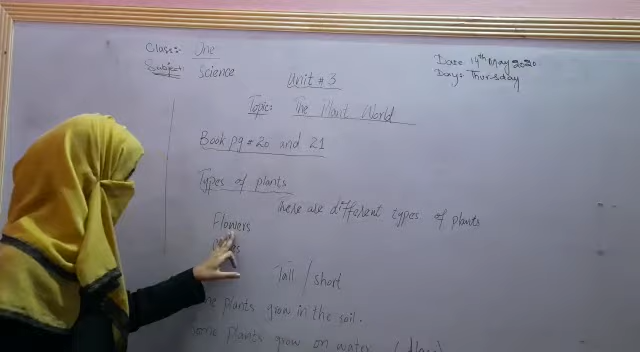 Class:- One
Date: 14th May 2020
Subject:- Science
Day: Thursday
Unit # 3
Topic: The Plant World
Book pg # 20 and 21
Types of plants
There are different types of plants
Flowers
Tall / short
plants grow in the soil.
Some plants grow on water